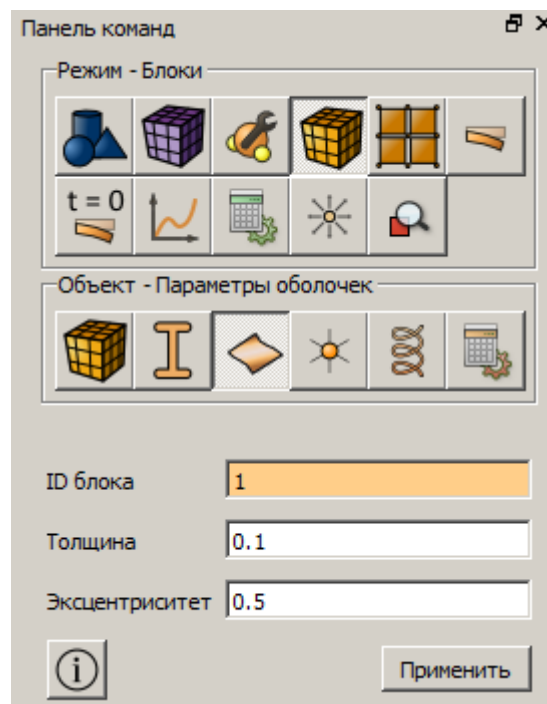 Панель команд
Режим - Блоки
t = 0
Объект - Параметры оболочек
ID блока 1
Толщина 0.1
Эксцентриситет 0.5
Применить